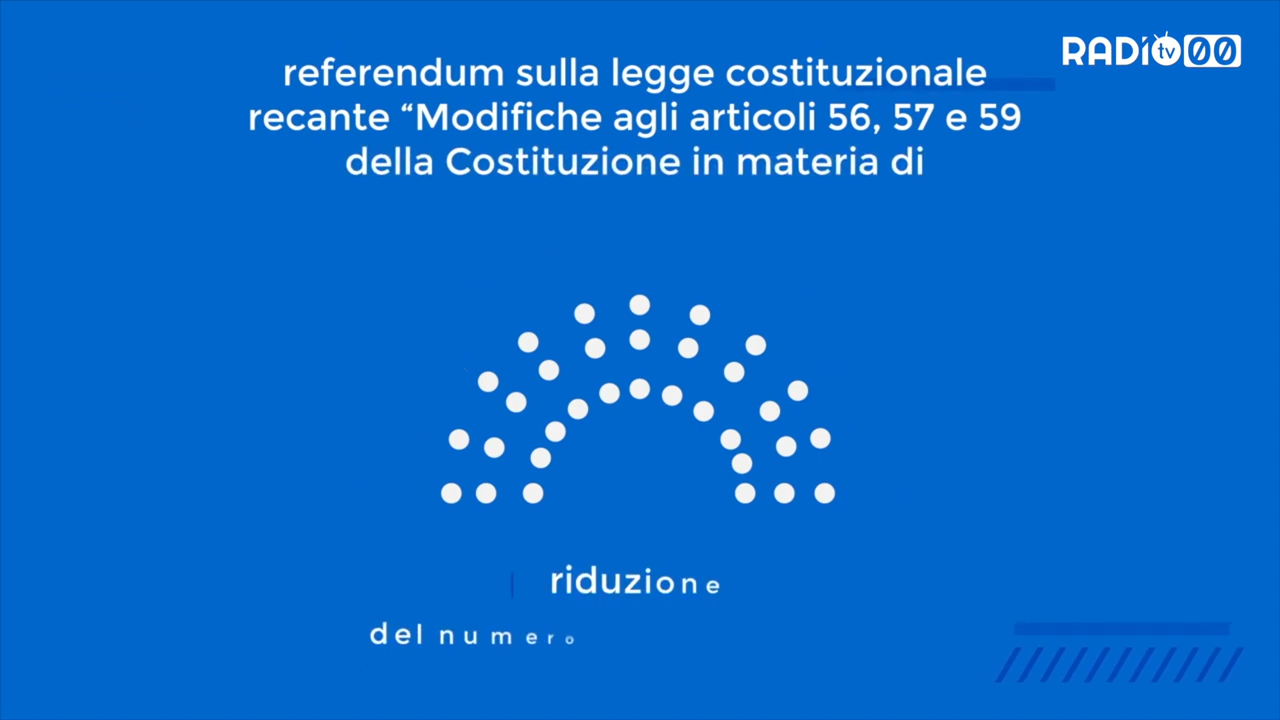 RADiO tv 00
referendum sulla legge costituzionale
recante “Modifiche agli articoli 56, 57 e 59
della Costituzione in materia di
riduzione
del numero